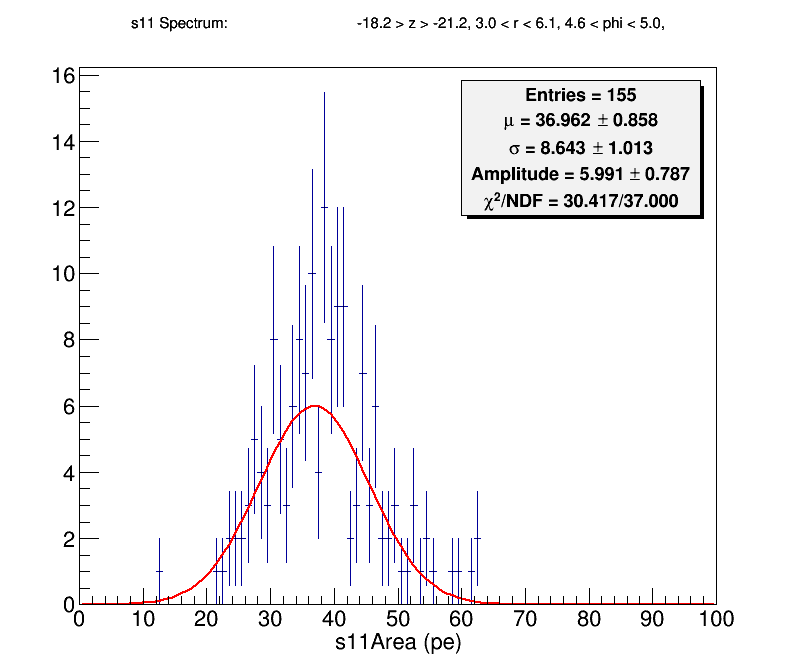 s11 Spectrum: -18.2 > z > -21.2, 3.0 < r < 6.1, 4.6 < phi < 5.0,
Entries = 155
μ = 36.962 ± 0.858
σ = 8.643 ± 1.013
Amplitude = 5.991 ± 0.787
χ²/NDF = 30.417/37.000
16
14
12
10
8
6
4
2
0
0 10 20 30 40 50 60 70 80 90 100
s11Area (pe)